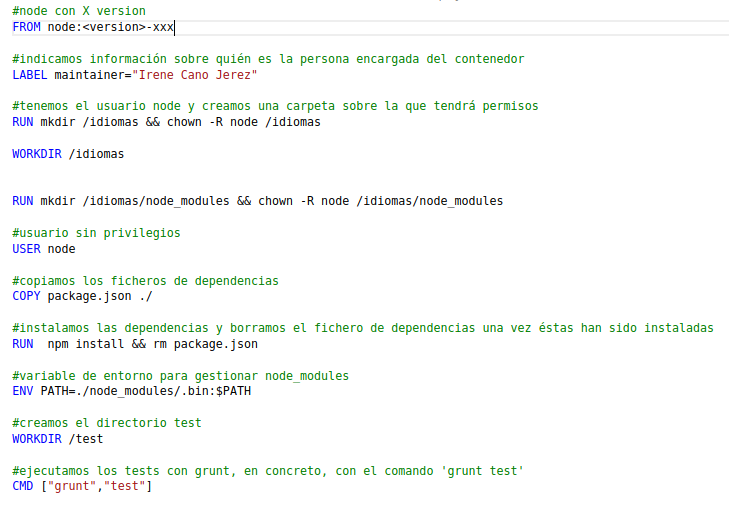 #node con X version
FROM node:<version>-xxx
#indicamos información sobre quién es la persona encargada del contenedor
LABEL maintainer="Irene Cano Jerez"
#tenemos el usuario node y creamos una carpeta sobre la que tendrá permisos
RUN mkdir /idiomas && chown -R node /idiomas
WORKDIR /idiomas
RUN mkdir /idiomas/node_modules && chown -R node /idiomas/node_modules
#usuario sin privilegios
USER node
#copiamos los ficheros de dependencias
COPY package.json ./
#instalamos las dependencias y borramos el fichero de dependencias una vez éstas han sido instaladas
RUN  npm install && rm package.json
#variable de entorno para gestionar node_modules
ENV PATH=./node_modules/.bin:$PATH
#creamos el directorio test
WORKDIR /test
#ejecutamos los tests con grunt, en concreto, con el comando 'grunt test'
CMD ["grunt","test"]